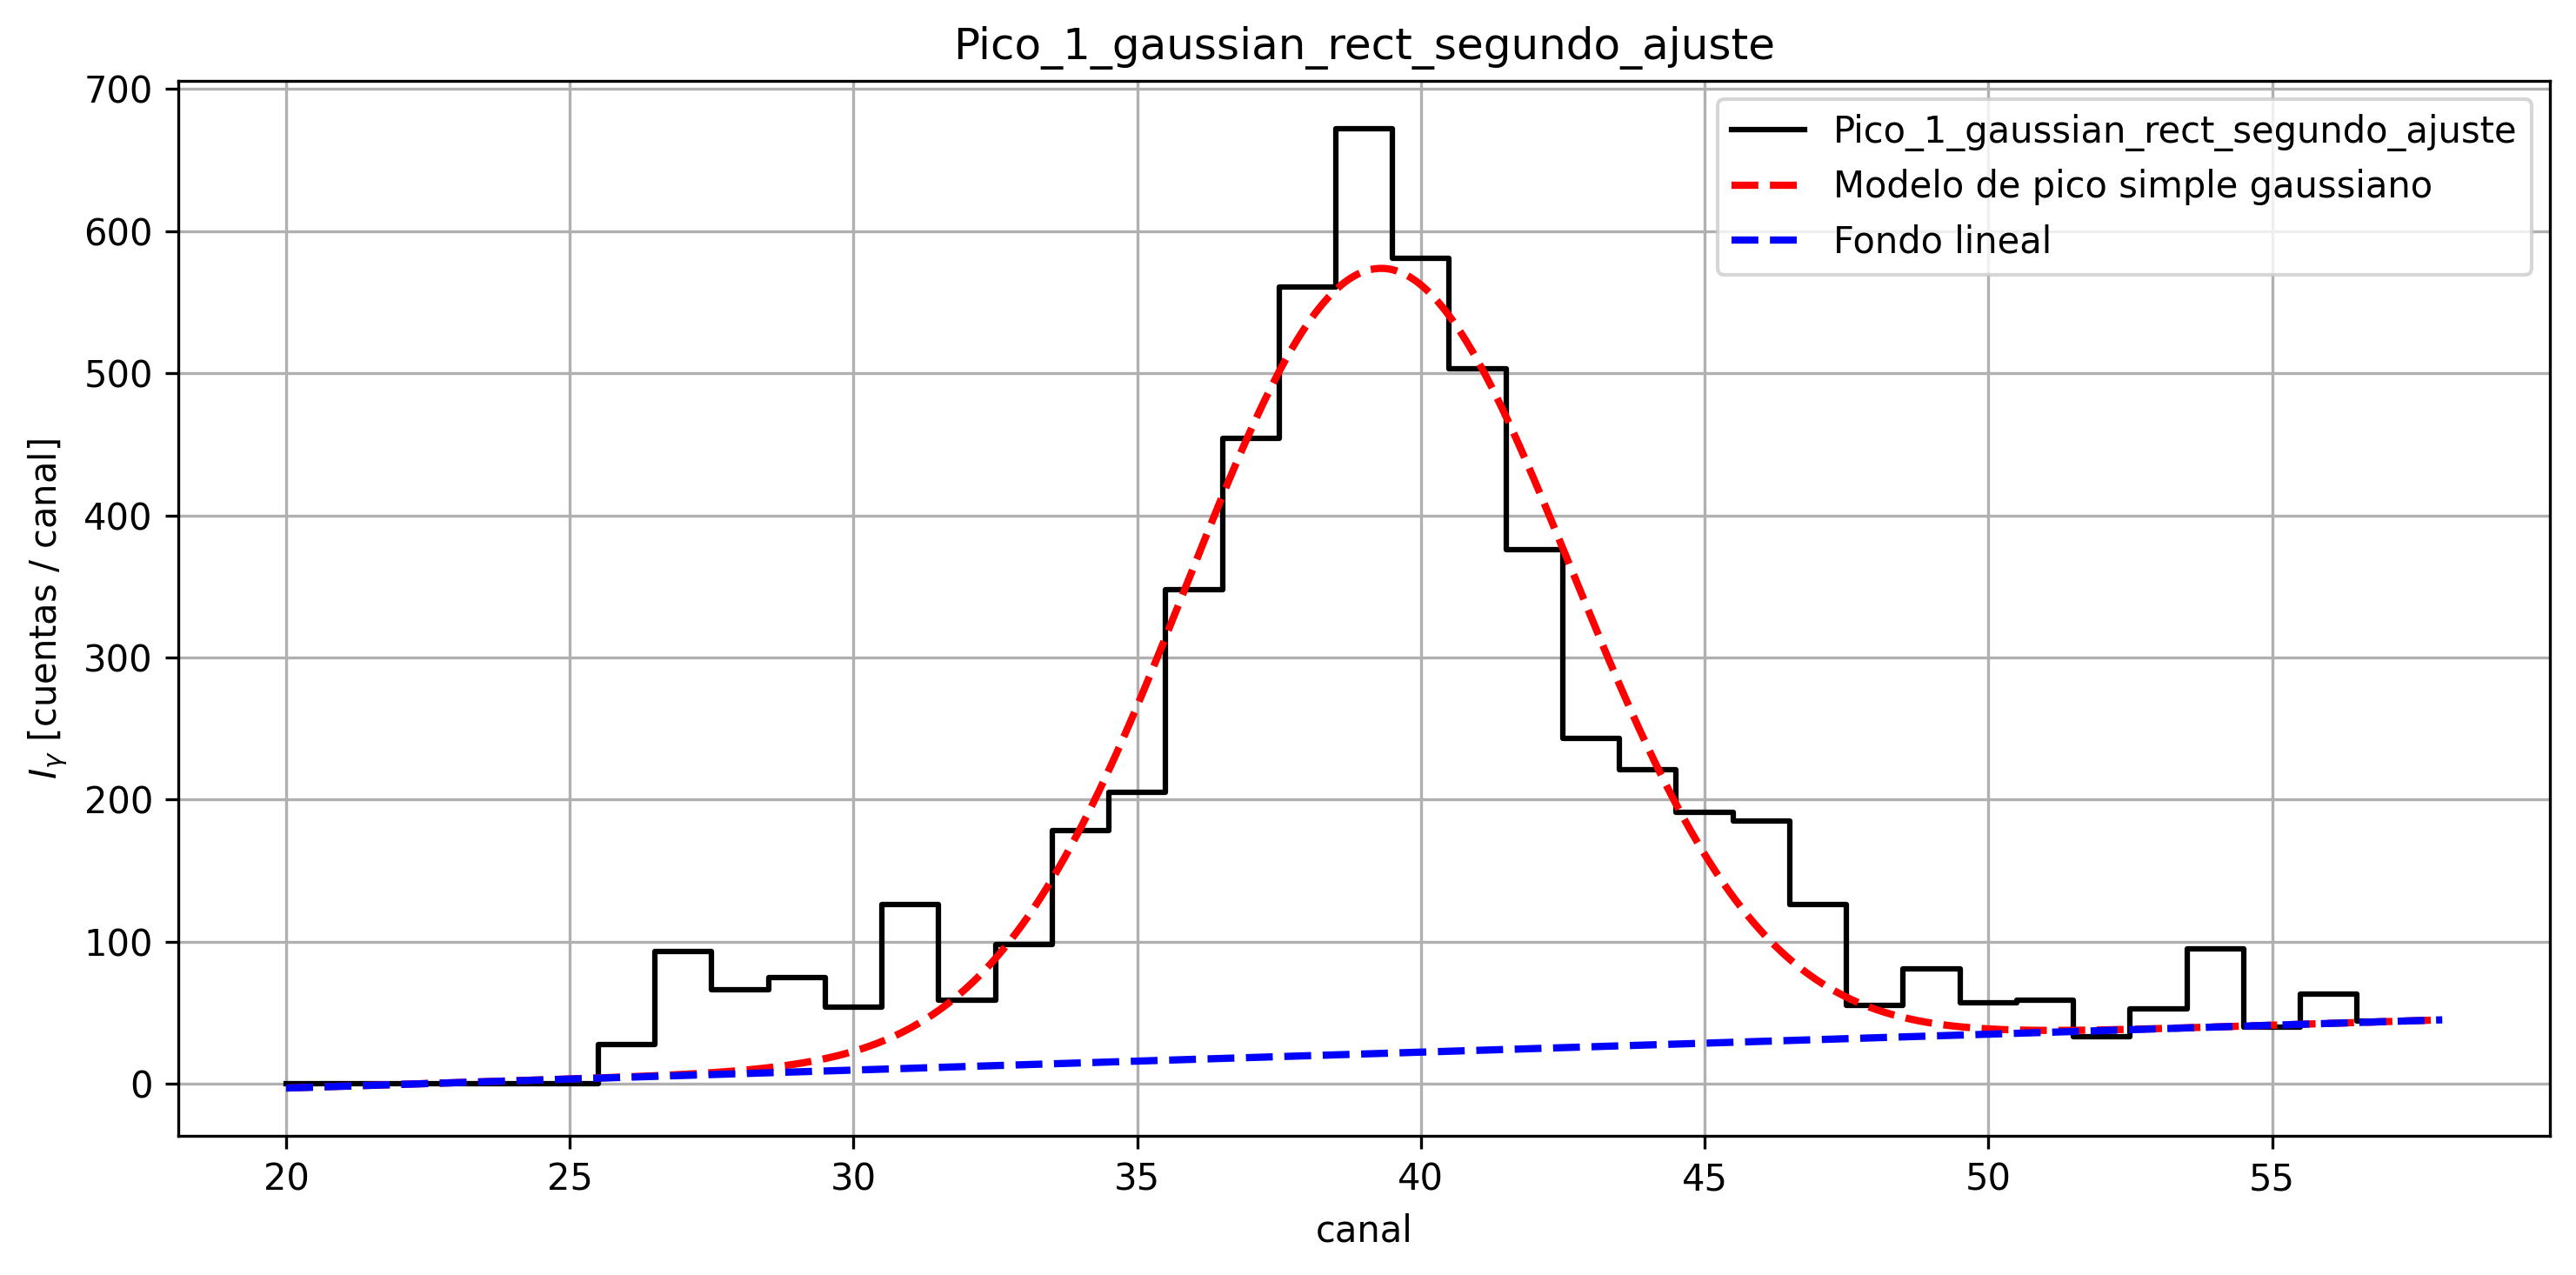 Pico_1_gaussian_rect_segundo_ajuste
700
600
500
400
300
200
100
0
I_γ [cuentas / canal]
Pico_1_gaussian_rect_segundo_ajuste
Modelo de pico simple gaussiano
Fondo lineal
20 25 30 35 40 45 50 55
canal